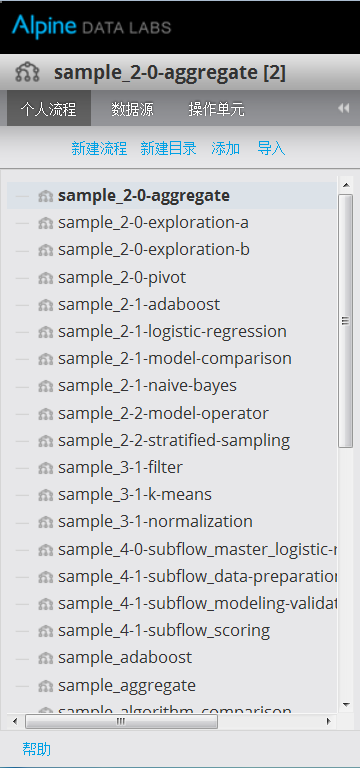 Alpine DATA LABS
sample_2-0-aggregate [2]
个人流程 数据源 操作单元
新建流程 新建目录 添加 导入
sample_2-0-aggregate
sample_2-0-exploration-a
sample_2-0-exploration-b
sample_2-0-pivot
sample_2-1-adaboost
sample_2-1-logistic-regression
sample_2-1-model-comparison
sample_2-1-naive-bayes
sample_2-2-model-operator
sample_2-2-stratified-sampling
sample_3-1-filter
sample_3-1-k-means
sample_3-1-normalization
sample_4-0-subflow_master_logistic-r
sample_4-1-subflow_data-preparation
sample_4-1-subflow_modeling-validat
sample_4-1-subflow_scoring
sample_adaboost
sample_aggregate
sample_algorithm_comparison
帮助